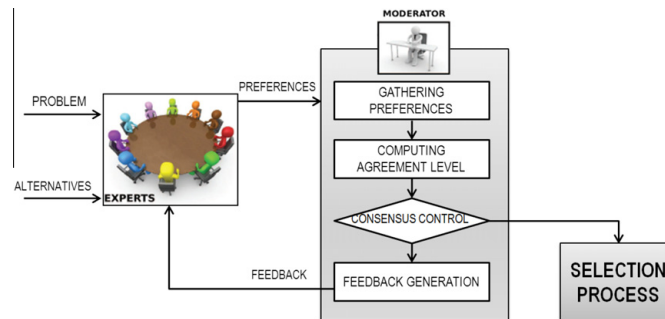 MODERATOR
PROBLEM
ALTERNATIVES
EXPERTS
PREFERENCES
GATHERING
PREFERENCES
COMPUTING
AGREEMENT LEVEL
CONSENSUS CONTROL
FEEDBACK GENERATION
FEEDBACK
SELECTION
PROCESS